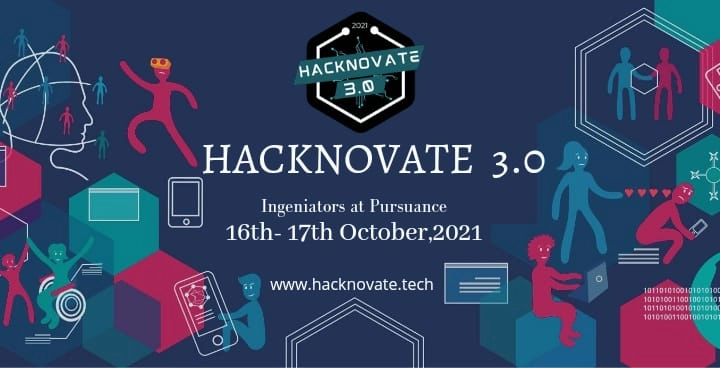 2021
HACKNOVATE
3.0
HACKNOVATE 3.0
Ingeniators at Pursuance
16th- 17th October,2021
www.hacknovate.tech